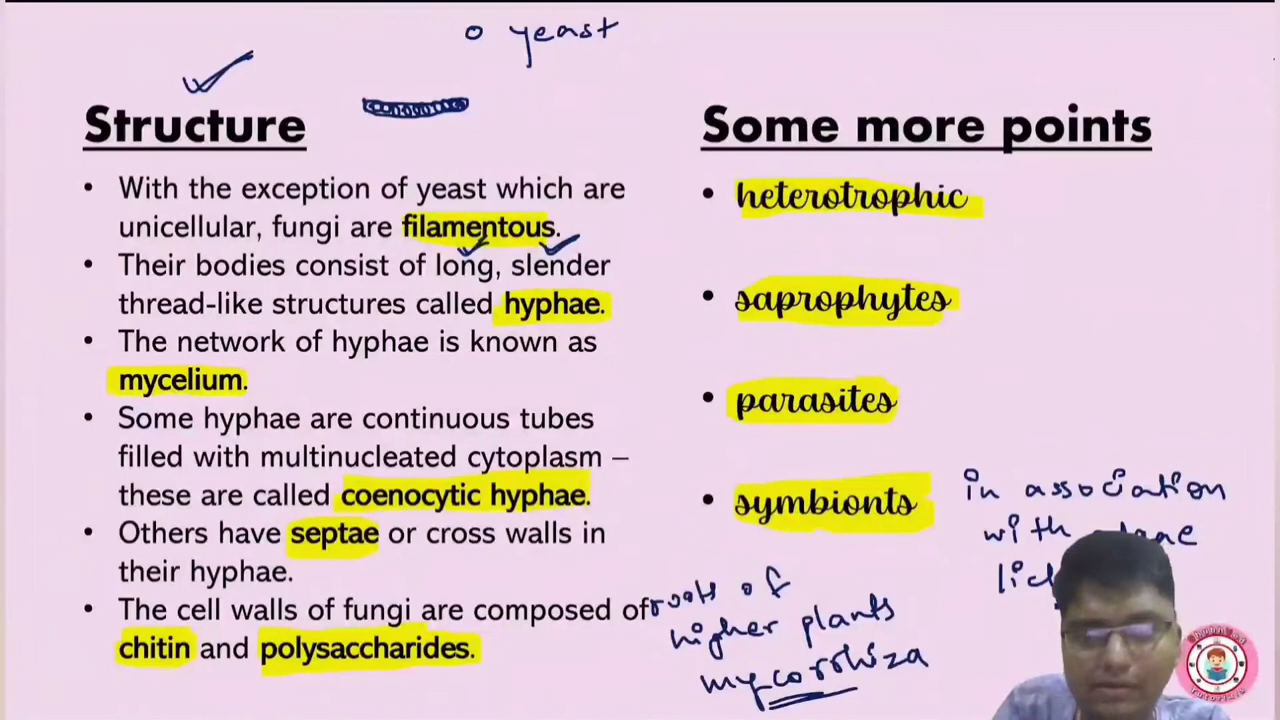 yeast
Structure
• With the exception of yeast which are
unicellular, fungi are filamentous.
• Their bodies consist of long, slender
thread-like structures called hyphae.
• The network of hyphae is known as
mycelium.
• Some hyphae are continuous tubes
filled with multinucleated cytoplasm –
these are called coenocytic hyphae.
• Others have septae or cross walls in
their hyphae.
• The cell walls of fungi are composed of
chitin and polysaccharides.
Some more points
• heterotrophic
• saprophytes
• parasites
• symbionts
in association
with
roots of
higher plants
mycorrhiza